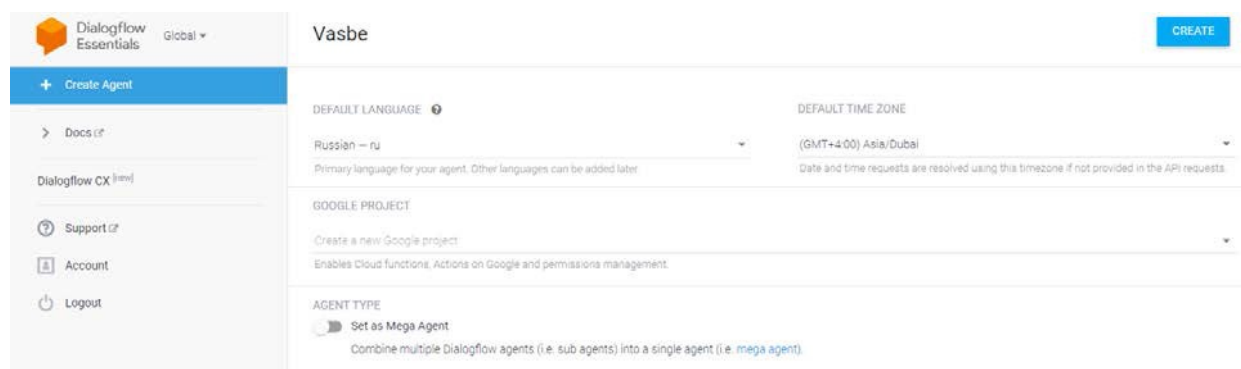 Dialogflow
Essentials
Global
Vasbe
CREATE
+ Create Agent
DEFAULT LANGUAGE ?
DEFAULT TIME ZONE
> Docs
Russian — ru
(GMT+4:00) Asia/Dubai
Primary language for your agent. Other languages can be added later.
Date and time requests are resolved using this timezone if not provided in the API requests.
Dialogflow CX [new]
GOOGLE PROJECT
Support
Create a new Google project
Account
Enables Cloud functions, Actions on Google and permissions management.
Logout
AGENT TYPE
Set as Mega Agent
Combine multiple Dialogflow agents (i.e. sub agents) into a single agent (i.e. mega agent).